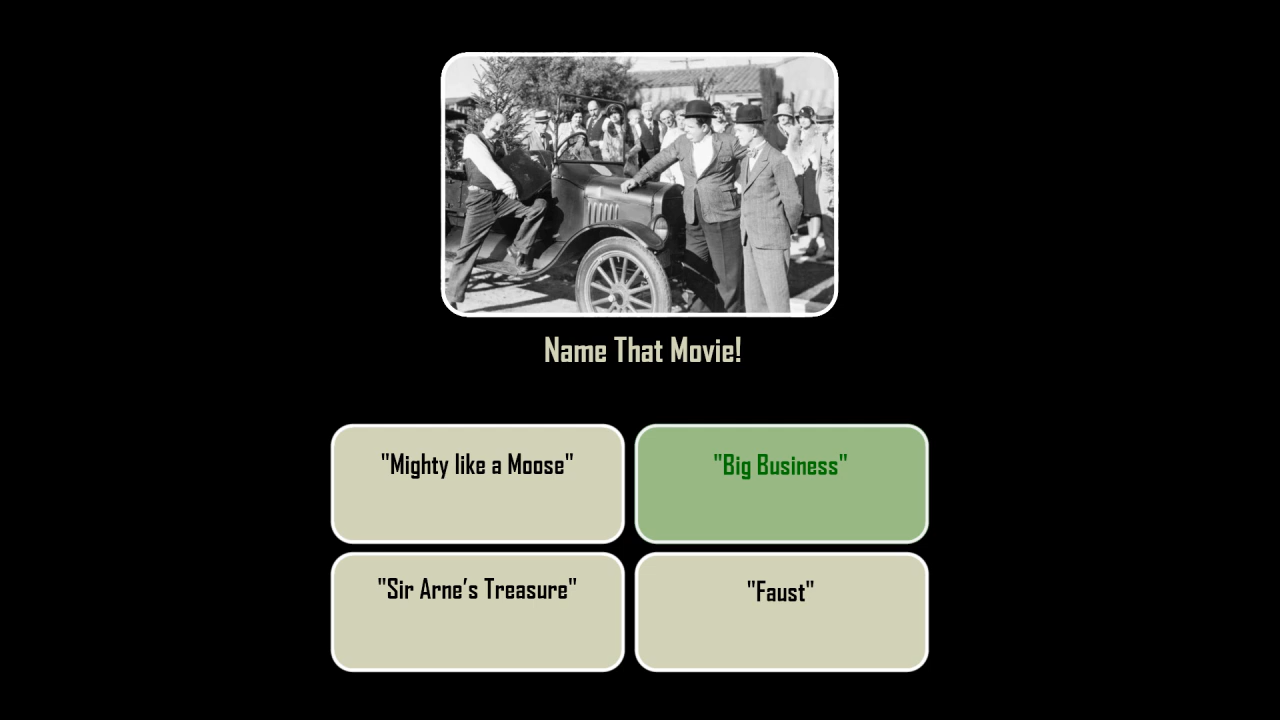 Name That Movie!
"Mighty like a Moose"
"Big Business"
"Sir Arne's Treasure"
"Faust"